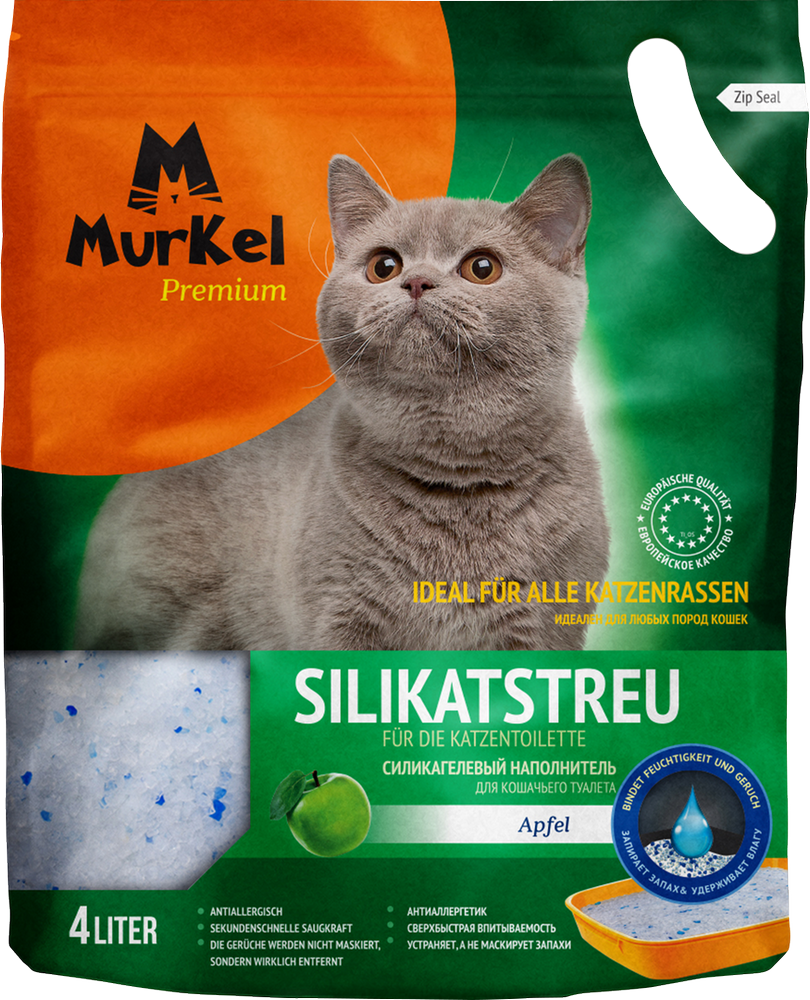 Zip Seal
MurKel
Premium
EUROPÄISCHE QUALITÄT
ЕВРОПЕЙСКОЕ КАЧЕСТВО
IDEAL FÜR ALLE KATZENRASSEN
ИДЕАЛЕН ДЛЯ ЛЮБЫХ ПОРОД КОШЕК
SILIKATSTREU
FÜR DIE KATZENTOILETTE
СИЛИКАГЕЛЕВЫЙ НАПОЛНИТЕЛЬ
ДЛЯ КОШАЧЬЕГО ТУАЛЕТА
Apfel
BINDET FEUCHTIGKEIT UND GERUCH
ЗАПИРАЕТ ЗАПАХ & УДЕРЖИВАЕТ ВЛАГУ
4 LITER
ANTIALLERGISCH
SEKUNDENSCHNELLE SAUGKRAFT
DIE GERÜCHE WERDEN NICHT MASKIERT,
SONDERN WIRKLICH ENTFERNT
АНТИАЛЛЕРГЕТИК
СВЕРХБЫСТРАЯ ВПИТЫВАЕМОСТЬ
УСТРАНЯЕТ, А НЕ МАСКИРУЕТ ЗАПАХИ